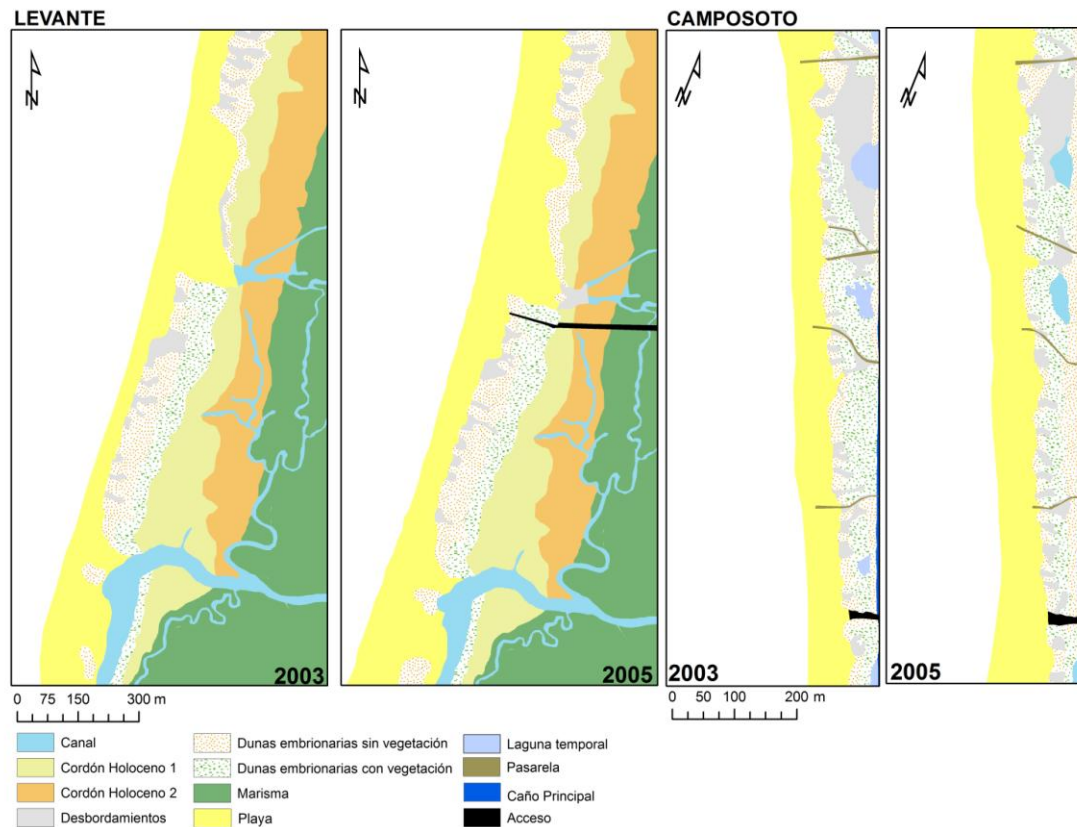 LEVANTE
CAMPOSOTO
N
N
N
N
2003
2005
2003
2005
0 75 150 300 m
0 50 100 200 m
Canal
Cordón Holoceno 1
Cordón Holoceno 2
Desbordamientos
Dunas embrionarias sin vegetación
Dunas embrionarias con vegetación
Marisma
Playa
Laguna temporal
Pasarela
Caño Principal
Acceso